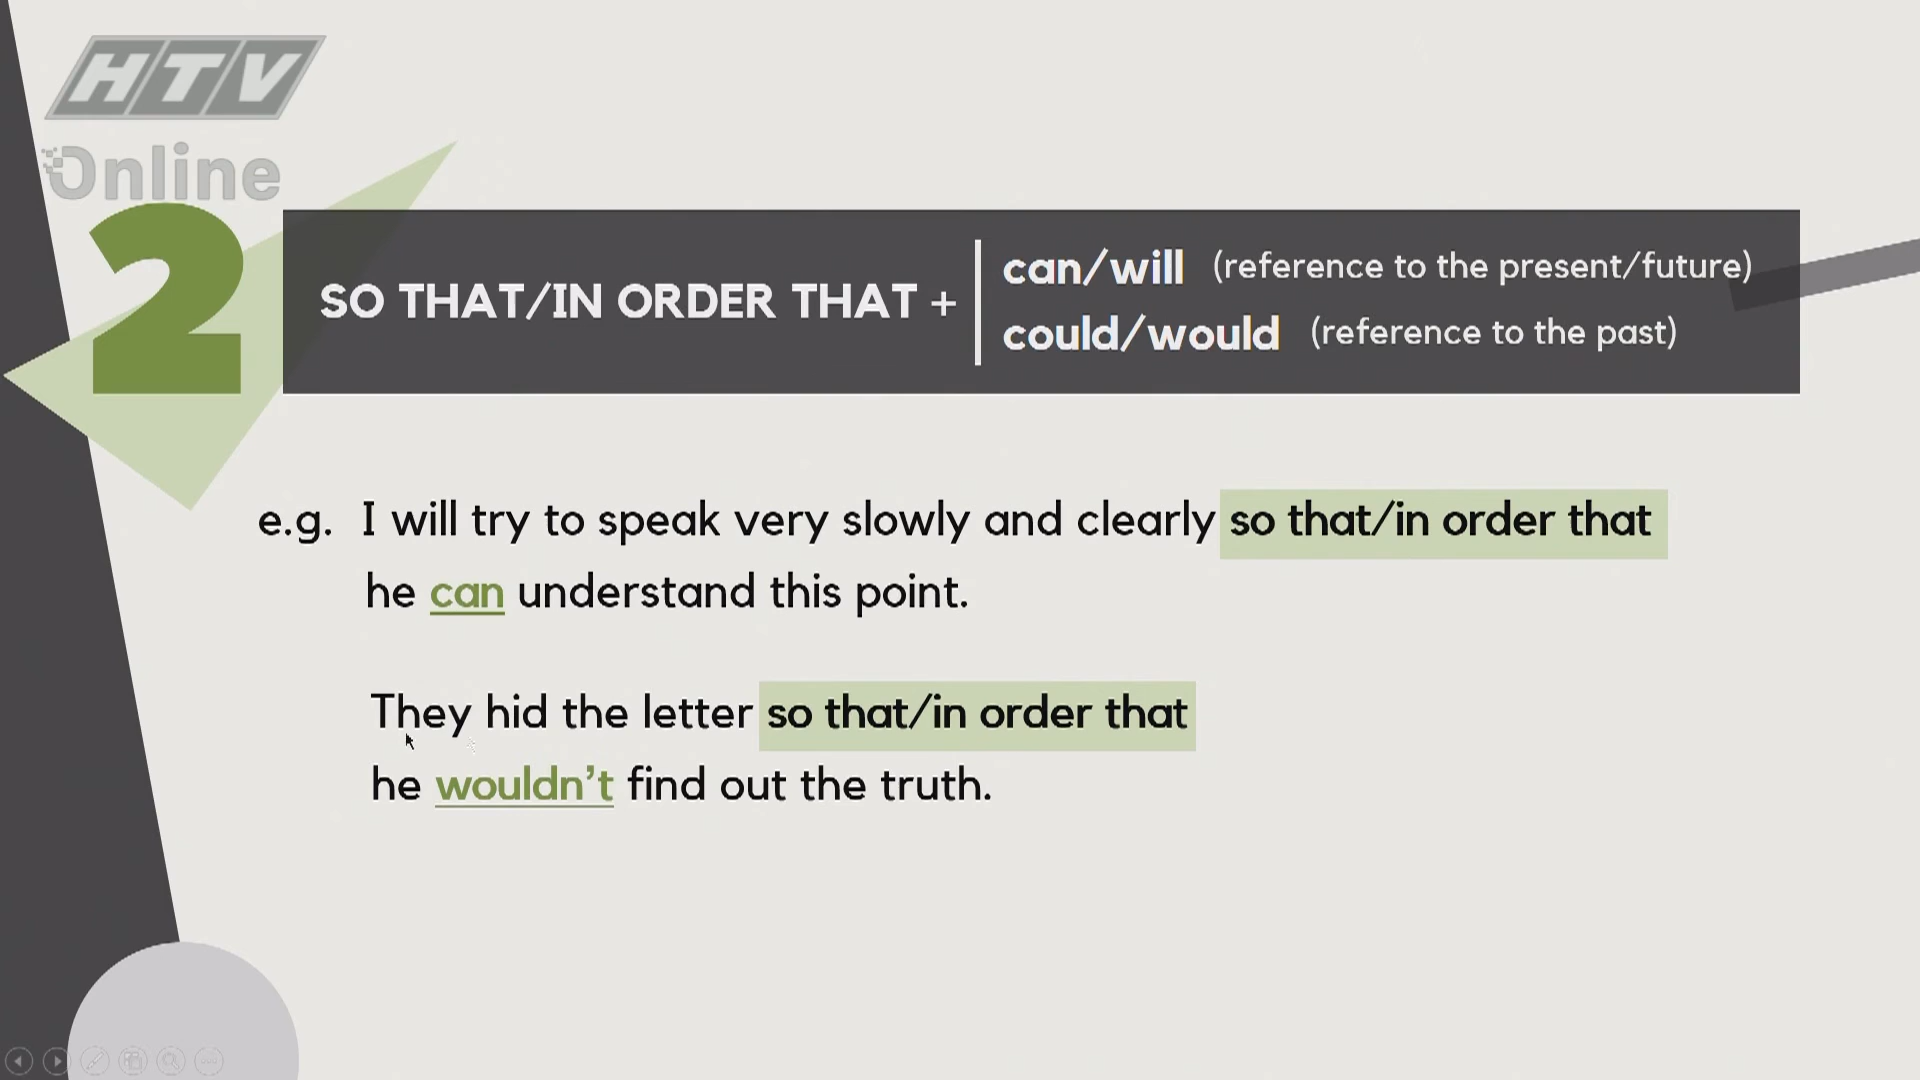 HTV
Online
2
SO THAT/IN ORDER THAT +
can/will (reference to the present/future)
could/would (reference to the past)
e.g. I will try to speak very slowly and clearly so that/in order that
he can understand this point.
They hid the letter so that/in order that
he wouldn't find out the truth.